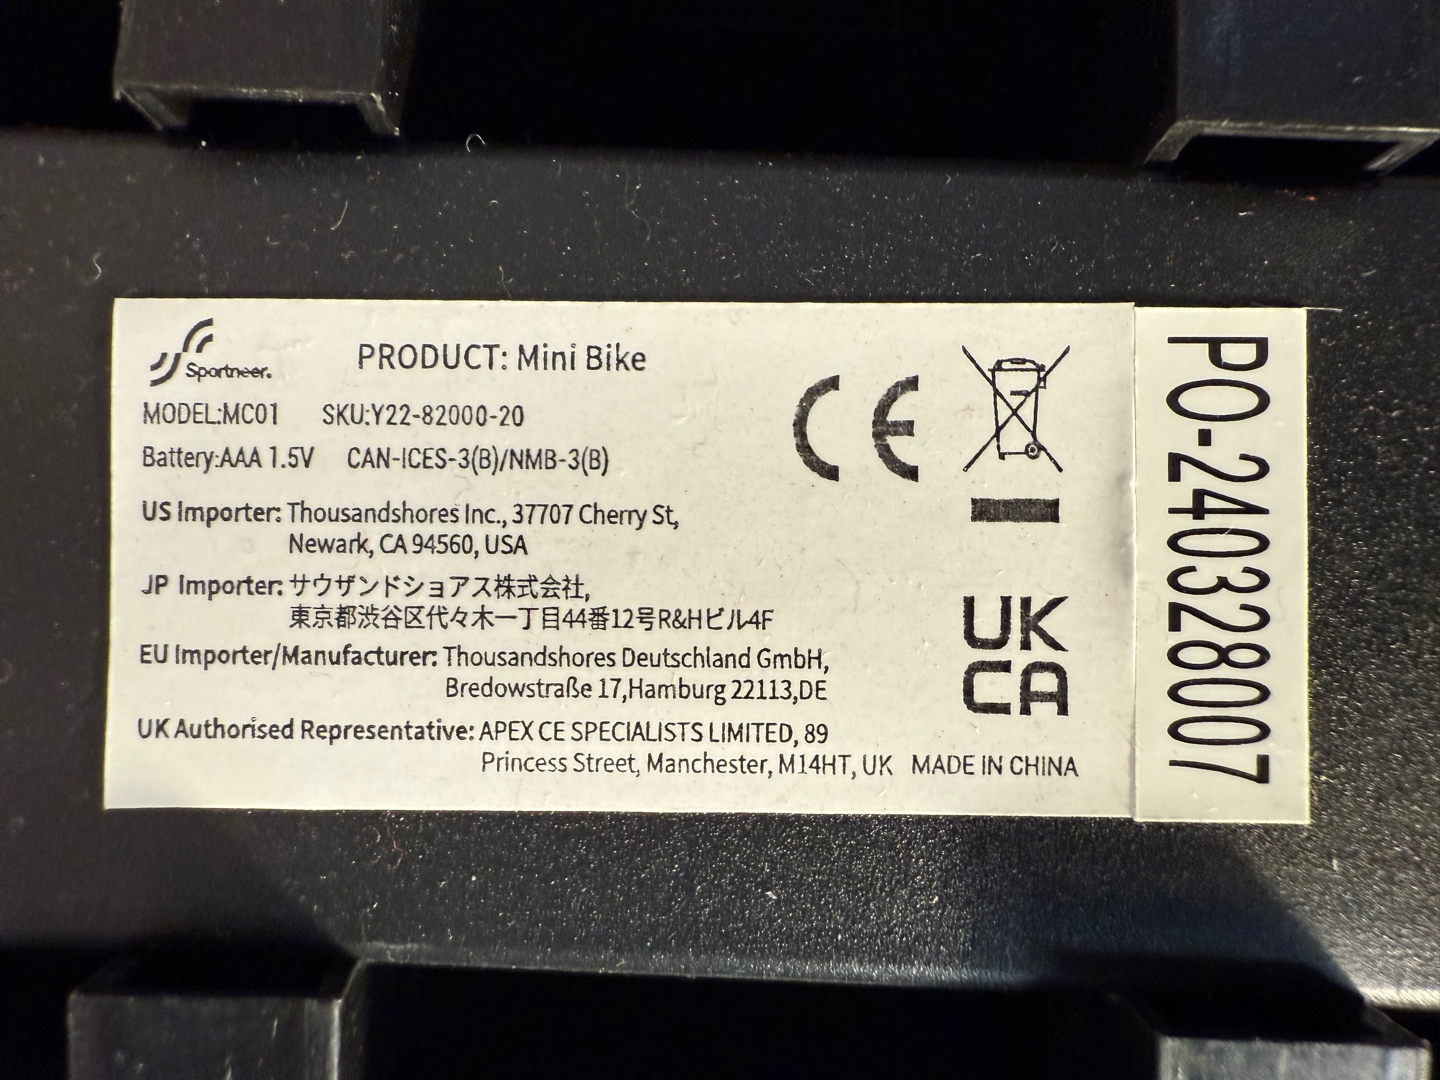 Sportneer.
PRODUCT: Mini Bike
MODEL:MC01 SKU:Y22-82000-20
Battery:AAA 1.5V CAN-ICES-3(B)/NMB-3(B)
US Importer: Thousandshores Inc., 37707 Cherry St,
Newark, CA 94560, USA
JP Importer: サウザンドショアス株式会社,
東京都渋谷区代々木一丁目44番12号R&Hビル4F
EU Importer/Manufacturer: Thousandshores Deutschland GmbH,
Bredowstraße 17,Hamburg 22113,DE
UK Authorised Representative: APEX CE SPECIALISTS LIMITED, 89
Princess Street, Manchester, M14HT, UK MADE IN CHINA
CE
UK
CA
PO-240328007